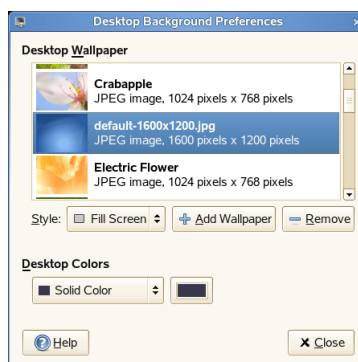 Desktop Background Preferences
Desktop Wallpaper
Crabapple
JPEG image, 1024 pixels x 768 pixels
default-1600x1200.jpg
JPEG image, 1600 pixels x 1200 pixels
Electric Flower
JPEG image, 1024 pixels x 768 pixels
Style: Fill Screen Add Wallpaper Remove
Desktop Colors
Solid Color
Help Close